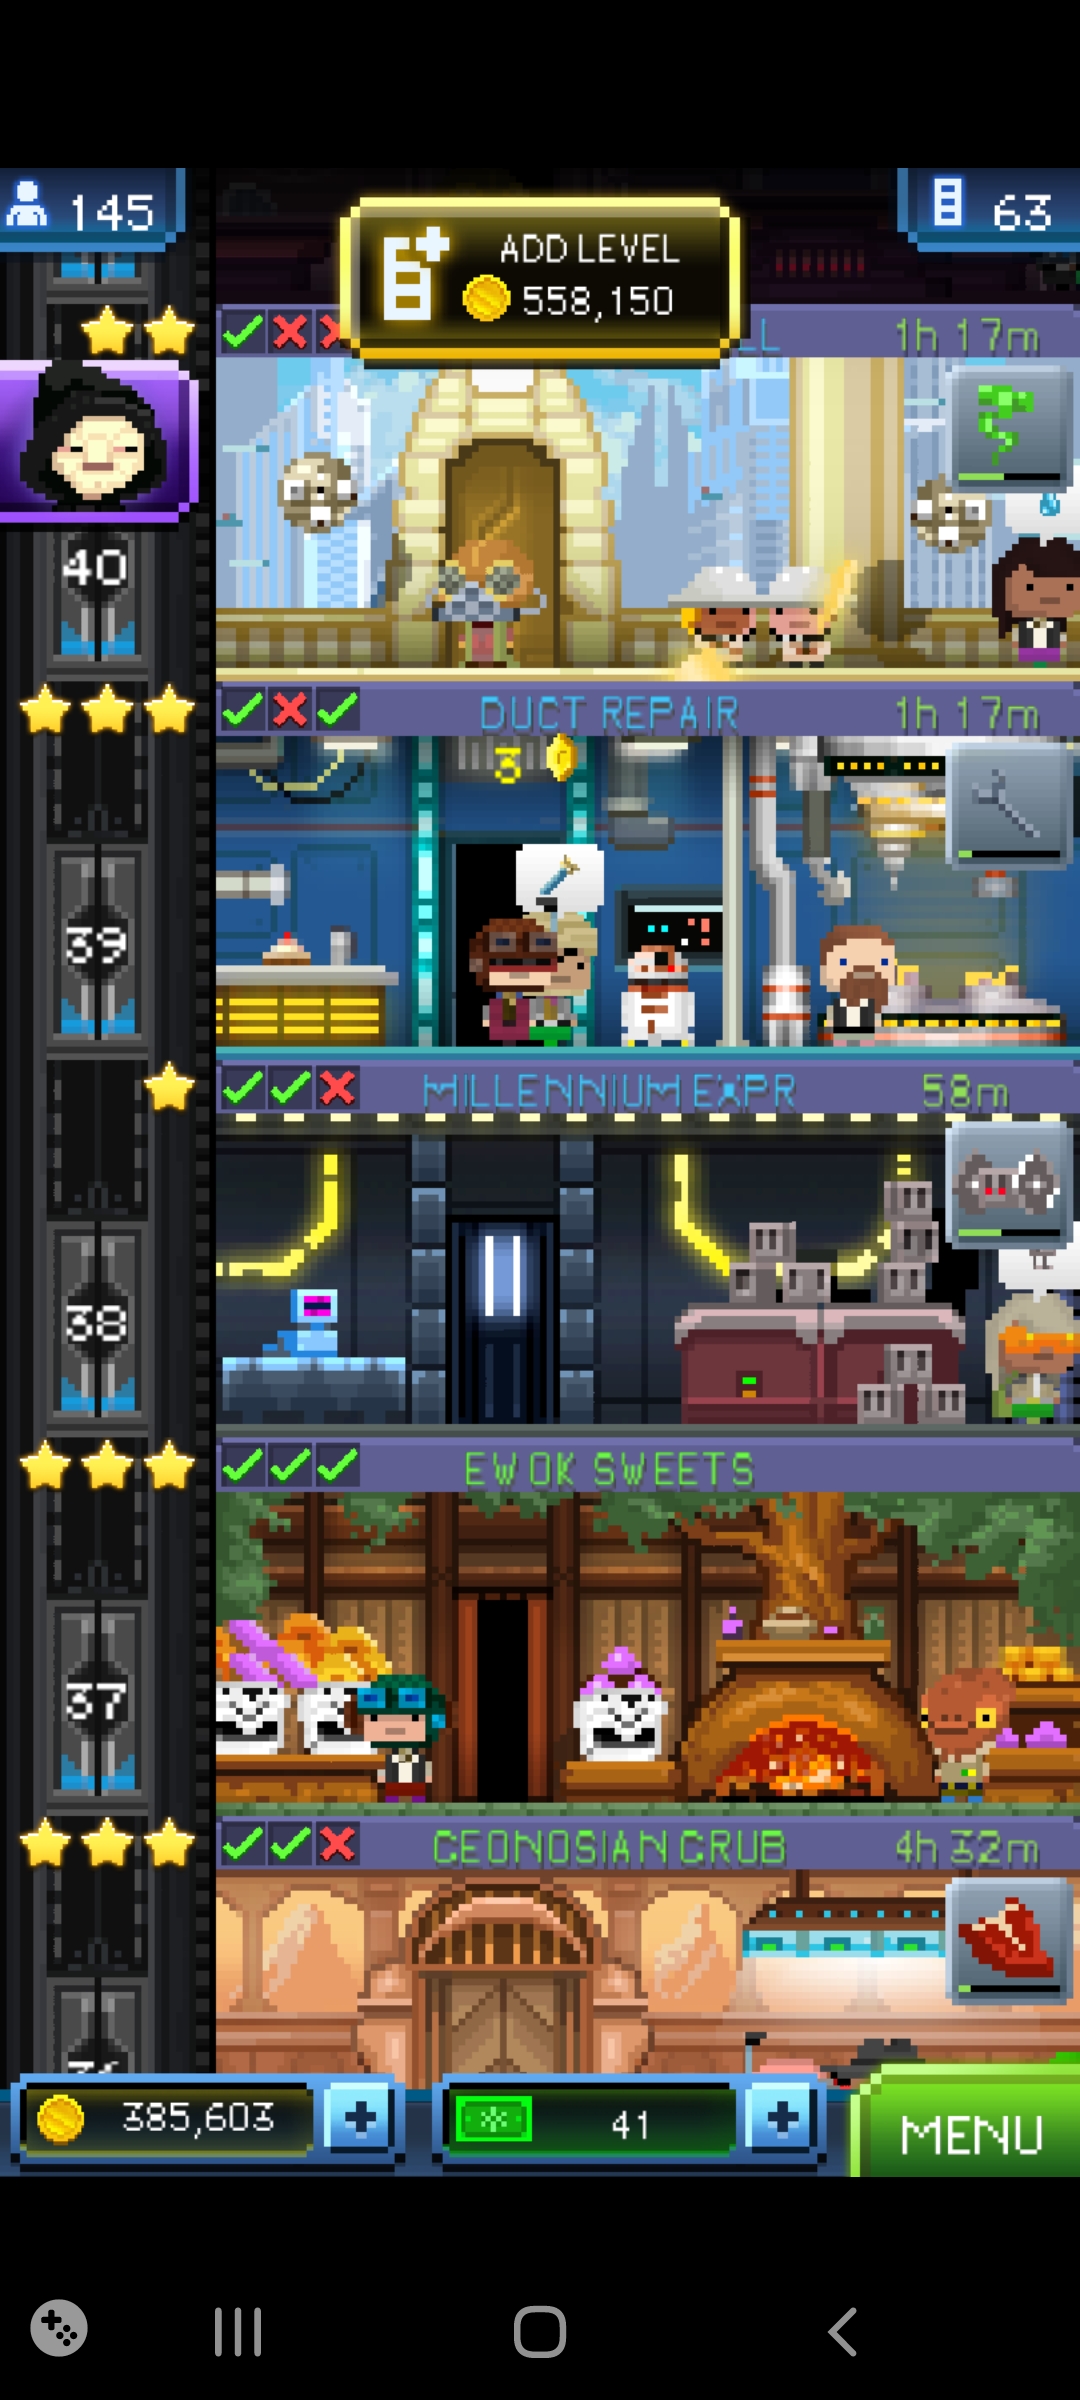 145
ADD LEVEL
558,150
63
LL
1h 17m
40
DUCT REPAIR
1h 17m
3
39
MILLENNIUM EXPR
58m
38
EWOK SWEETS
37
GEONOSIAN GRUB
4h 32m
385,603
41
MENU